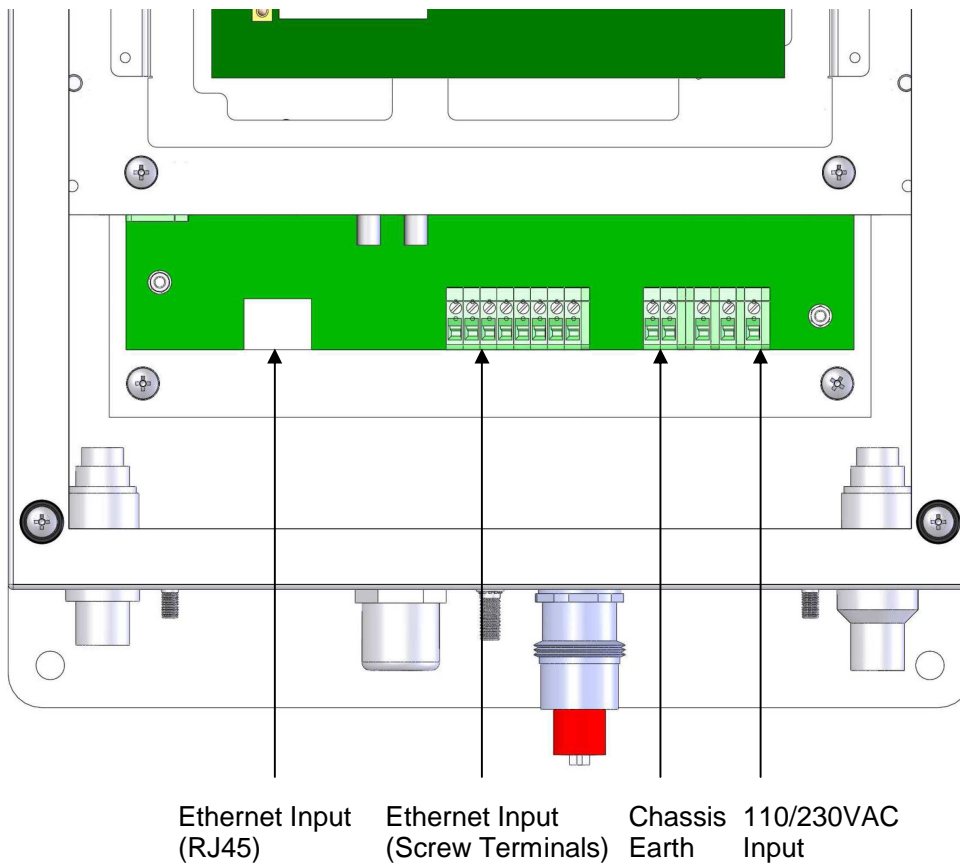 Ethernet Input
(RJ45)
Ethernet Input
(Screw Terminals)
Chassis
Earth
110/230VAC
Input